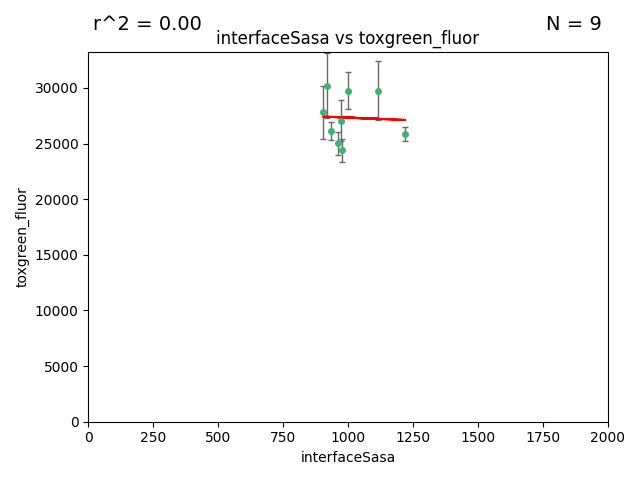 r^2 = 0.00
N = 9
interfaceSasa vs toxgreen_fluor
toxgreen_fluor
30000
25000
20000
15000
10000
5000
0
0 250 500 750 1000 1250 1500 1750 2000
interfaceSasa